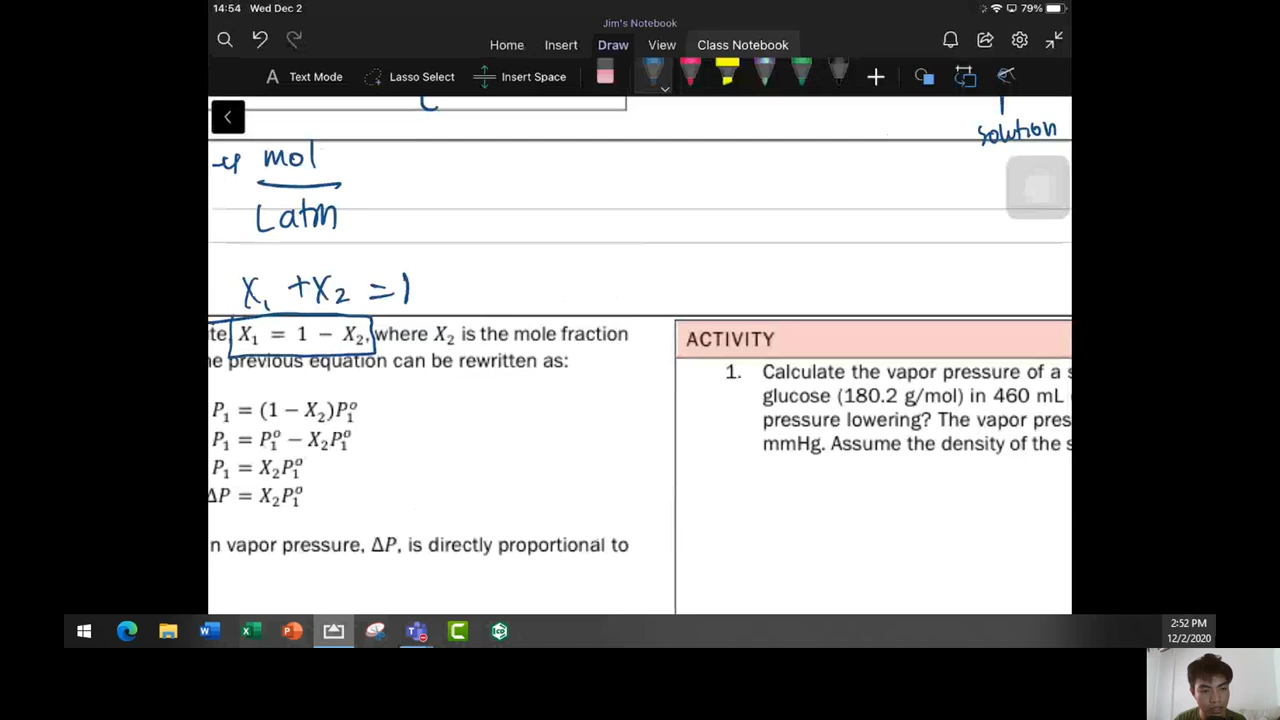 14:54 Wed Dec 2
79%
Jim's Notebook
Home Insert Draw View Class Notebook
Text Mode Lasso Select Insert Space
solution
mol
L atm
X₁ + X₂ = 1
X₁ = 1 − X₂, where X₂ is the mole fraction
previous equation can be rewritten as:
P₁ = (1 − X₂)P₁°
P₁ = P₁° − X₂P₁°
P₁ = X₂P₁°
ΔP = X₂P₁°
n vapor pressure, ΔP, is directly proportional to
ACTIVITY
1. Calculate the vapor pressure of a s
glucose (180.2 g/mol) in 460 mL
pressure lowering? The vapor pres
mmHg. Assume the density of the s
2:52 PM
12/2/2020